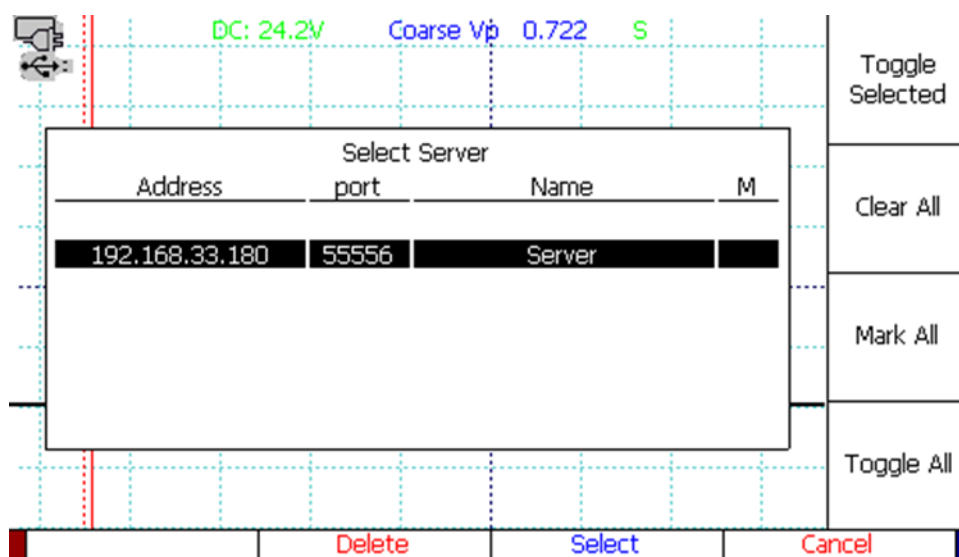 DC: 24.2V Coarse Vp 0.722 S
Toggle
Selected
Select Server
Address port Name M
Clear All
192.168.33.180 55556 Server
Mark All
Toggle All
Delete Select Cancel